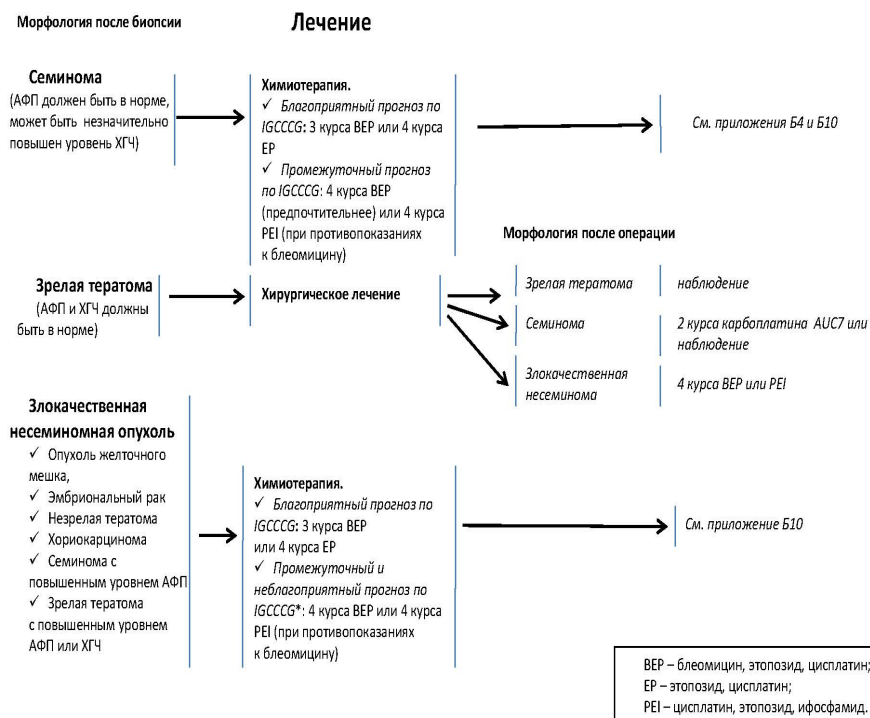 Морфология после биопсии
Лечение
Семинома
(АФП должен быть в норме,
может быть незначительно
повышен уровень ХГЧ)
Химиотерапия.
✓ Благоприятный прогноз по
IGCCCG: 3 курса BEP или 4 курса
EP
✓ Промежуточный прогноз
по IGCCCG: 4 курса BEP
(предпочтительнее) или 4 курса
PEI (при противопоказаниях
к блеомицину)
См. приложения Б4 и Б10
Зрелая тератома
(АФП и ХГЧ должны
быть в норме)
Хирургическое лечение
Морфология после операции
Зрелая тератома
наблюдение
Семинома
2 курса карбоплатина AUC7 или
наблюдение
Злокачественная
несеминома
4 курса BEP или PEI
Злокачественная
несеминомная опухоль
✓ Опухоль желточного
мешка,
✓ Эмбриональный рак
✓ Незрелая тератома
✓ Хориокарцинома
✓ Семинома с
повышенным уровнем АФП
✓ Зрелая тератома
с повышенным уровнем
АФП или ХГЧ
Химиотерапия.
✓ Благоприятный прогноз по
IGCCCG: 3 курса BEP
или 4 курса EP
✓ Промежуточный и
неблагоприятный прогноз по
IGCCCG*: 4 курса BEP или 4 курса
PEI (при противопоказаниях
к блеомицину)
См. приложение Б10
BEP – блеомицин, этопозид, цисплатин;
EP – этопозид, цисплатин;
PEI – цисплатин, этопозид, ифосфамид.